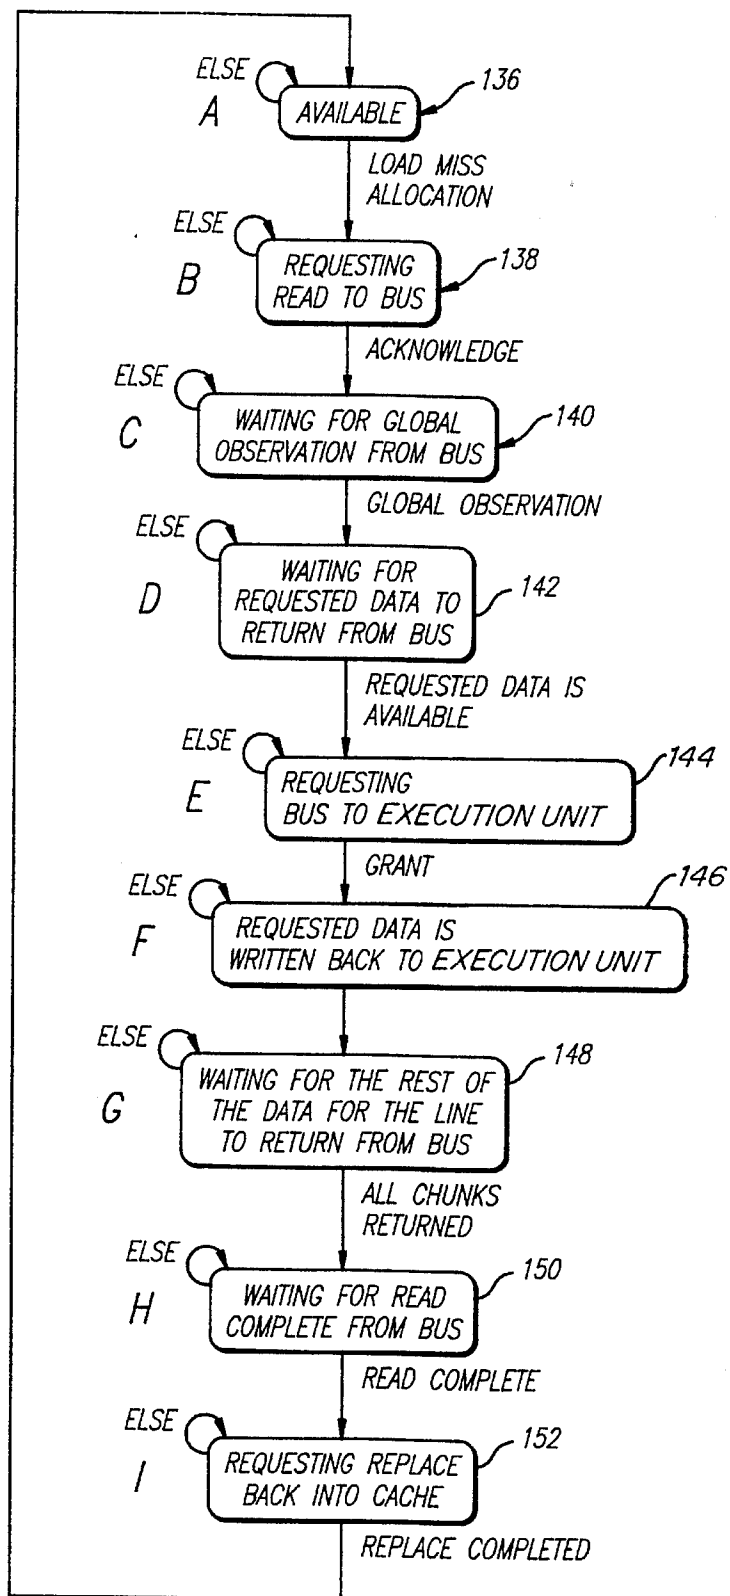 ELSE
A
AVAILABLE
136
LOAD MISS
ALLOCATION
ELSE
B
REQUESTING
READ TO BUS
138
ACKNOWLEDGE
ELSE
C
WAITING FOR GLOBAL
OBSERVATION FROM BUS
140
GLOBAL OBSERVATION
ELSE
D
WAITING FOR
REQUESTED DATA TO
RETURN FROM BUS
142
REQUESTED DATA IS
AVAILABLE
ELSE
E
REQUESTING
BUS TO EXECUTION UNIT
144
GRANT
ELSE
F
REQUESTED DATA IS
WRITTEN BACK TO EXECUTION UNIT
146
ELSE
G
WAITING FOR THE REST OF
THE DATA FOR THE LINE
TO RETURN FROM BUS
148
ALL CHUNKS
RETURNED
ELSE
H
WAITING FOR READ
COMPLETE FROM BUS
150
READ COMPLETE
ELSE
I
REQUESTING REPLACE
BACK INTO CACHE
152
REPLACE COMPLETED